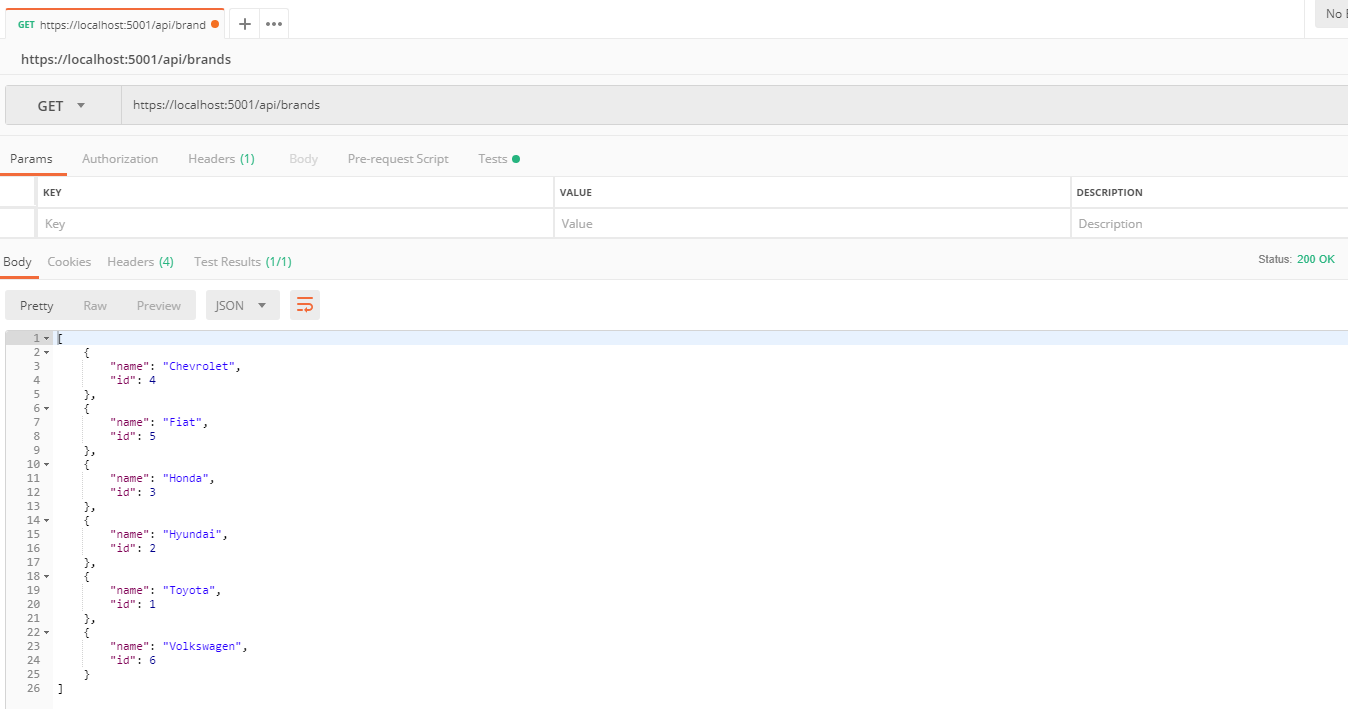 GET https://localhost:5001/api/brand
No
https://localhost:5001/api/brands
GET https://localhost:5001/api/brands
Params Authorization Headers (1) Body Pre-request Script Tests
KEY VALUE DESCRIPTION
Key Value Description
Body Cookies Headers (4) Test Results (1/1) Status: 200 OK
Pretty Raw Preview JSON
1 [
2 {
3 "name": "Chevrolet",
4 "id": 4
5 },
6 {
7 "name": "Fiat",
8 "id": 5
9 },
10 {
11 "name": "Honda",
12 "id": 3
13 },
14 {
15 "name": "Hyundai",
16 "id": 2
17 },
18 {
19 "name": "Toyota",
20 "id": 1
21 },
22 {
23 "name": "Volkswagen",
24 "id": 6
25 }
26 ]